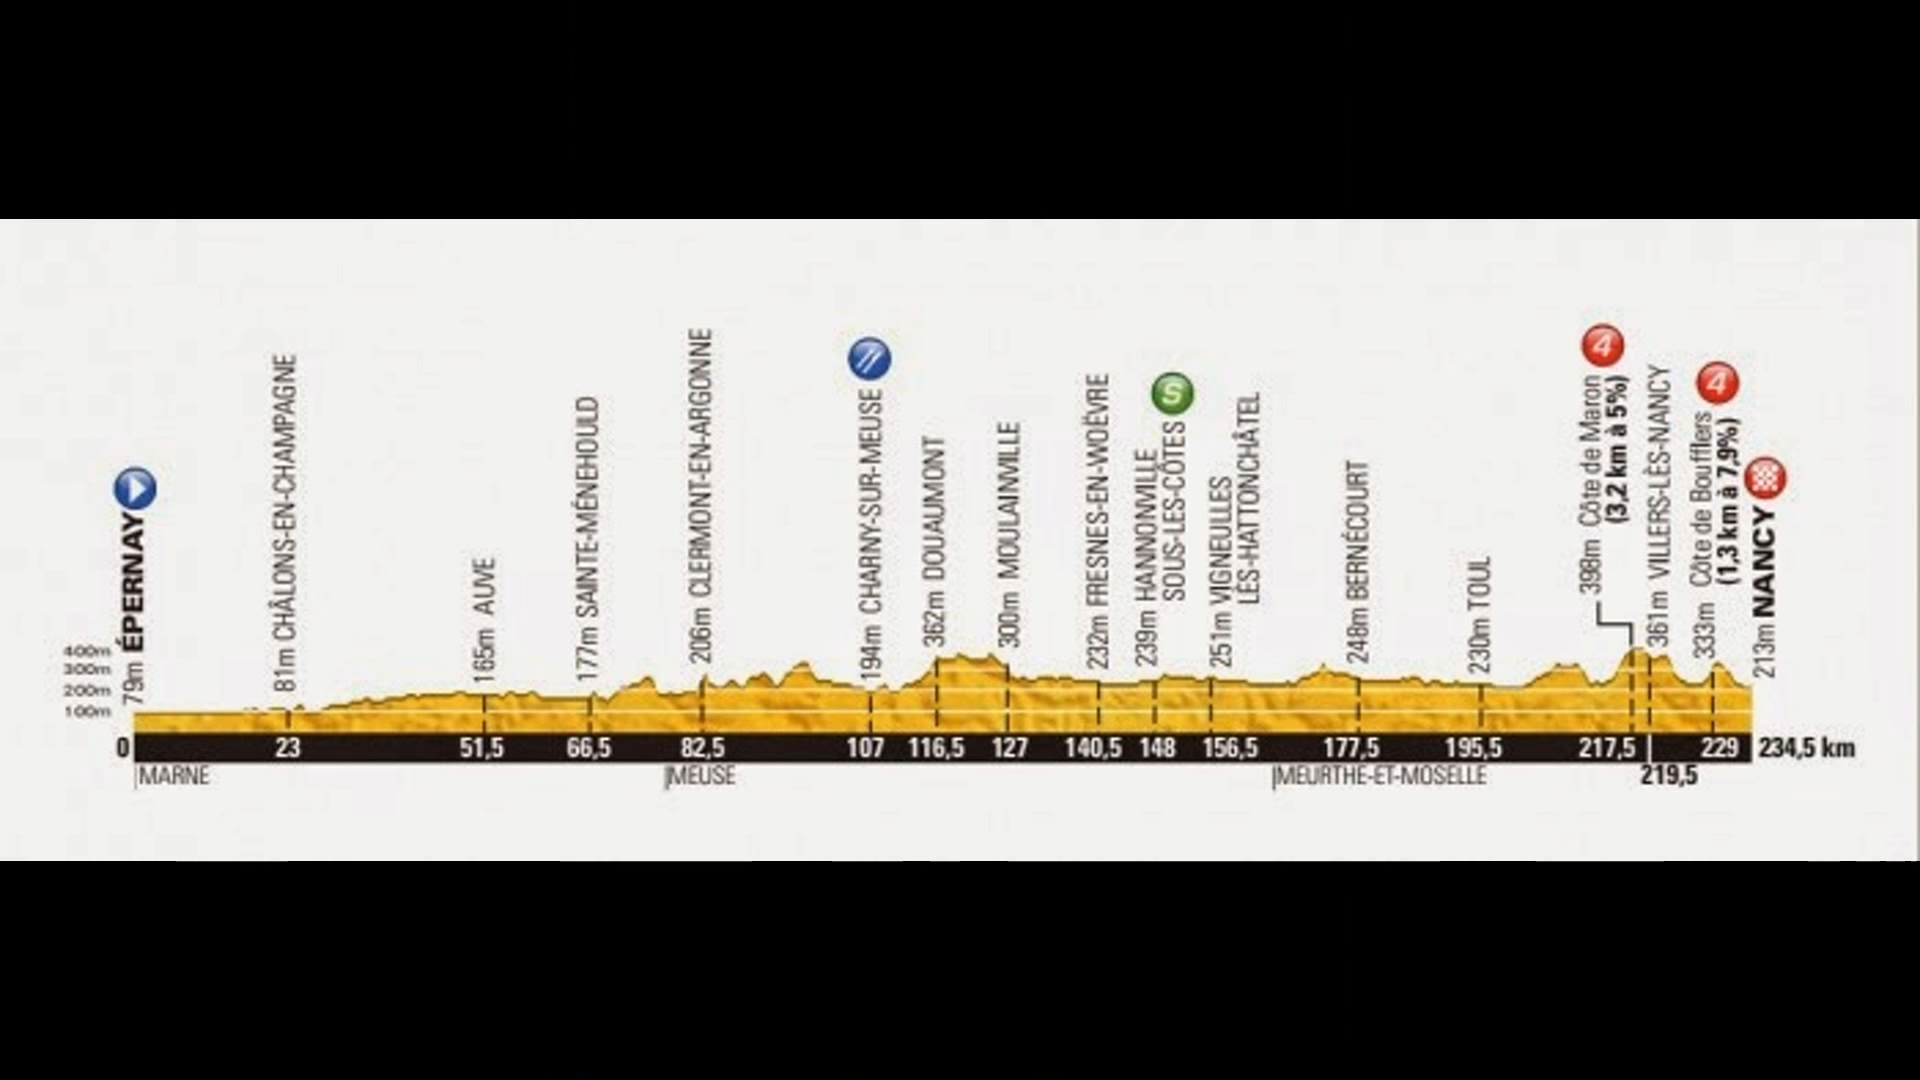 79m ÉPERNAY
81m CHÂLONS-EN-CHAMPAGNE
165m AUVE
177m SAINTE-MÉNEHOULD
206m CLERMONT-EN-ARGONNE
194m CHARNY-SUR-MEUSE
362m DOUAUMONT
300m MOULAINVILLE
232m FRESNES-EN-WOËVRE
239m HANNONVILLE
SOUS-LES-CÔTES
S
251m VIGNEULLES
LÈS-HATTONCHÂTEL
248m BERNÉCOURT
230m TOUL
4
398m Côte de Maron
(3,2 km à 5%)
361m VILLERS-LÈS-NANCY
4
333m Côte de Boufflers
(1,3 km à 7,9%)
213m NANCY
400m
300m
200m
100m
0 23 51,5 66,5 82,5 107 116,5 127 140,5 148 156,5 177,5 195,5 217,5 229 234,5 km
219,5
MARNE MEUSE MEURTHE-ET-MOSELLE